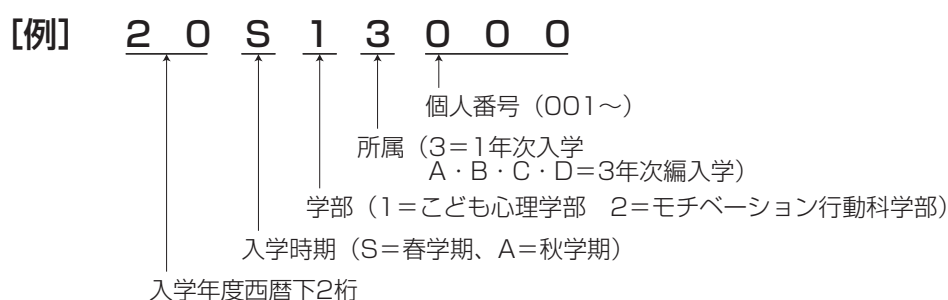 ［例］ 2 0 S 1 3 0 0 0
個人番号（001～）
所属（3＝1年次入学
A・B・C・D＝3年次編入学）
学部（1＝こども心理学部　2＝モチベーション行動科学部）
入学時期（S＝春学期、A＝秋学期）
入学年度西暦下2桁